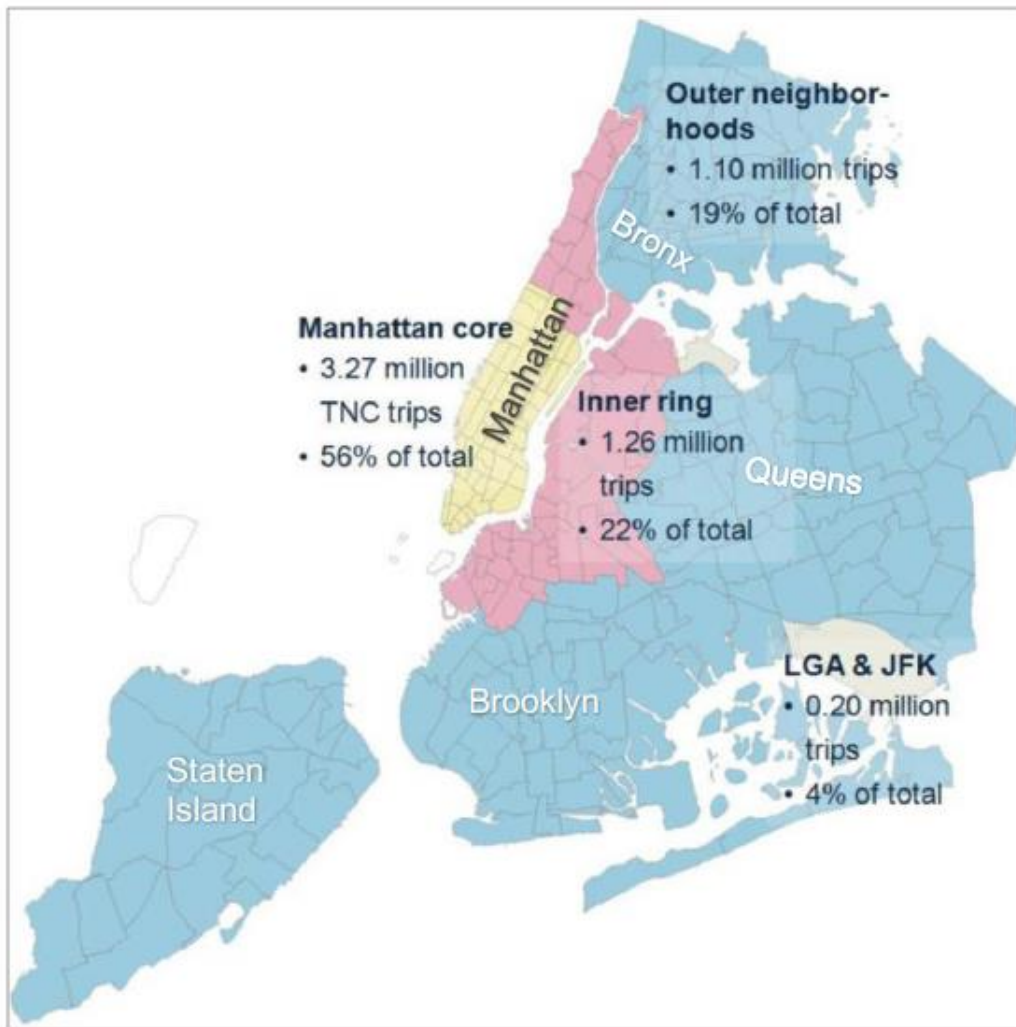 Outer neighbor-
hoods
• 1.10 million trips
• 19% of total
Bronx
Manhattan core
• 3.27 million
TNC trips
• 56% of total
Manhattan
Inner ring
• 1.26 million
trips
• 22% of total
Queens
LGA & JFK
• 0.20 million
trips
• 4% of total
Brooklyn
Staten
Island